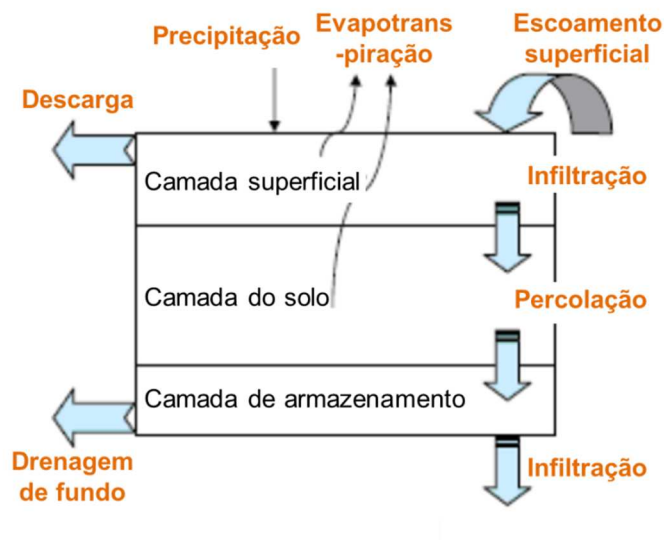 Precipitação
Evapotrans
-piração
Escoamento
superficial
Descarga
Camada superficial
Infiltração
Camada do solo
Percolação
Camada de armazenamento
Drenagem
de fundo
Infiltração